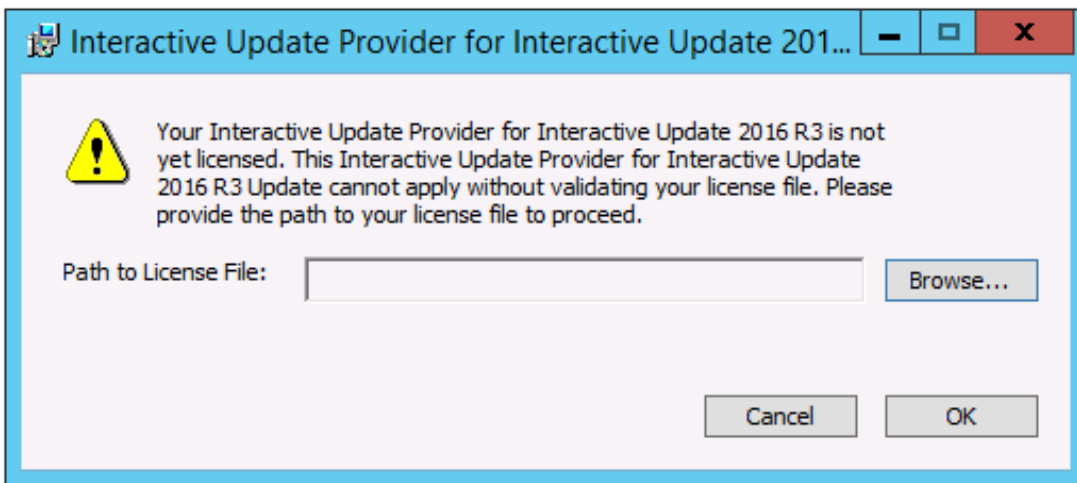 Interactive Update Provider for Interactive Update 201...
Your Interactive Update Provider for Interactive Update 2016 R3 is not
yet licensed. This Interactive Update Provider for Interactive Update
2016 R3 Update cannot apply without validating your license file. Please
provide the path to your license file to proceed.
Path to License File:
Browse...
Cancel
OK